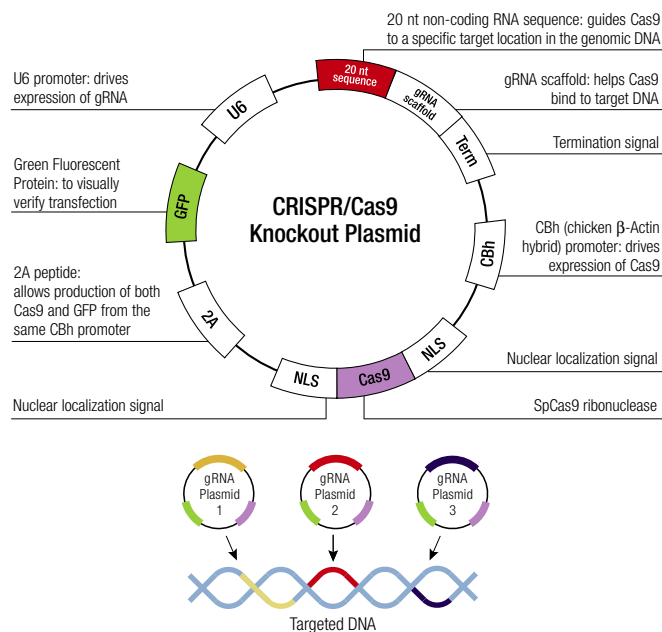 20 nt non-coding RNA sequence: guides Cas9
to a specific target location in the genomic DNA
U6 promoter: drives
expression of gRNA
20 nt
sequence
gRNA
scaffold
gRNA scaffold: helps Cas9
bind to target DNA
U6
Term
Termination signal
Green Fluorescent
Protein: to visually
verify transfection
GFP
CRISPR/Cas9
Knockout Plasmid
CBh
CBh (chicken β-Actin
hybrid) promoter: drives
expression of Cas9
2A peptide:
allows production of both
Cas9 and GFP from the
same CBh promoter
2A
NLS
Cas9
NLS
Nuclear localization signal
Nuclear localization signal
SpCas9 ribonuclease
gRNA
Plasmid
1
gRNA
Plasmid
2
gRNA
Plasmid
3
Targeted DNA